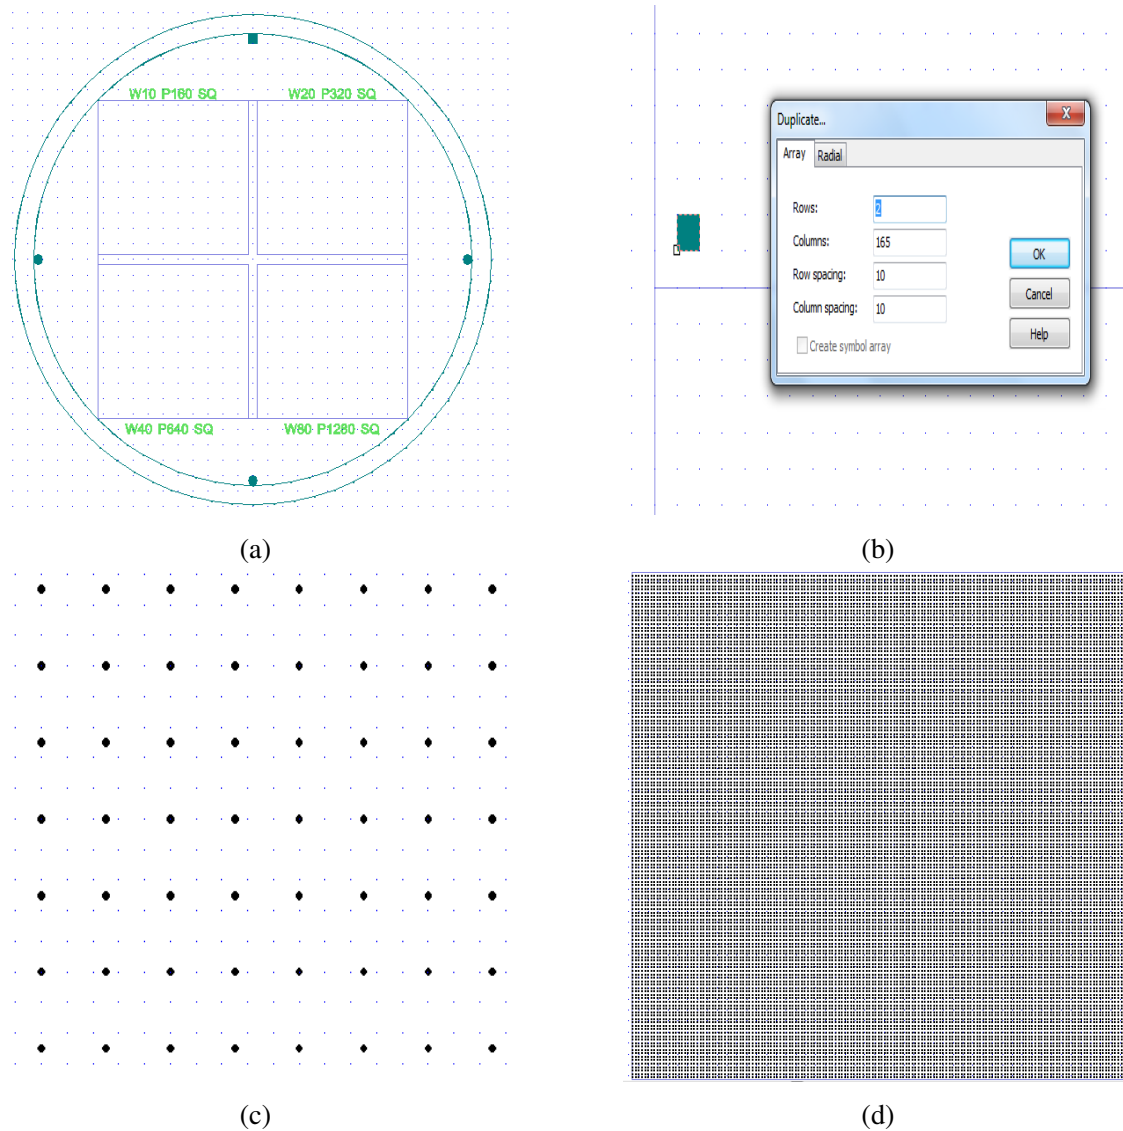 W10 P160 SQ
W20 P320 SQ
W40 P640 SQ
W80 P1280 SQ
(a)
Duplicate...
X
Array
Radial
Rows:
2
Columns:
165
Row spacing:
10
Column spacing:
10
Create symbol array
OK
Cancel
Help
(b)
(c)
(d)